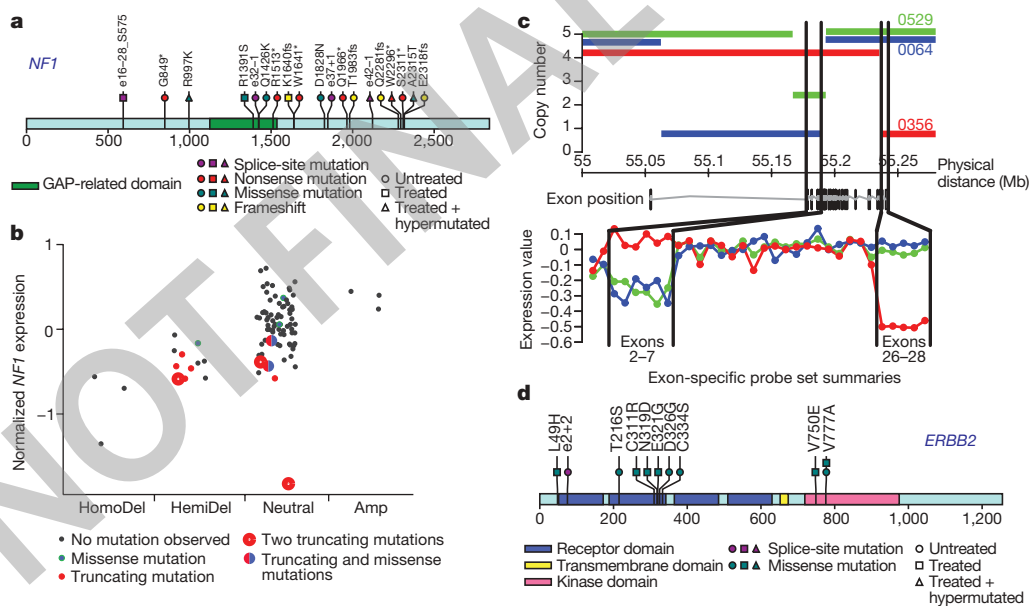 a
NF1
e16–28_S575
G849*
R997K
R1391S
e32–1
Q1426K
R1513*
K1640fs
W1641*
D1828N
e37+1
Q1966*
T1983fs
e42–1
Q2281fs
W2296*
S2311*
A2315T
E2318fs
0 500 1,000 1,500 2,000 2,500
GAP-related domain
Splice-site mutation
Nonsense mutation
Missense mutation
Frameshift
Untreated
Treated
Treated +
hypermutated
b
Normalized NF1 expression
1
0
–1
HomoDel HemiDel Neutral Amp
No mutation observed
Missense mutation
Truncating mutation
Two truncating mutations
Truncating and missense
mutations
c
Copy number
5
4
3
2
1
0
0529
0064
0356
55 55.05 55.1 55.15 55.2 55.25
Physical
distance (Mb)
Exon position
Expression value
0.1
0
–0.1
–0.3
–0.4
–0.5
–0.6
Exons
2–7
Exons
26–28
Exon-specific probe set summaries
d
ERBB2
L49H
e2+2
T216S
C311R
N319D
E321G
D326G
C334S
V750E
V777A
0 200 400 600 800 1,000 1,200
Receptor domain
Transmembrane domain
Kinase domain
Splice-site mutation
Missense mutation
Untreated
Treated
Treated +
hypermutated
NOT FINAL